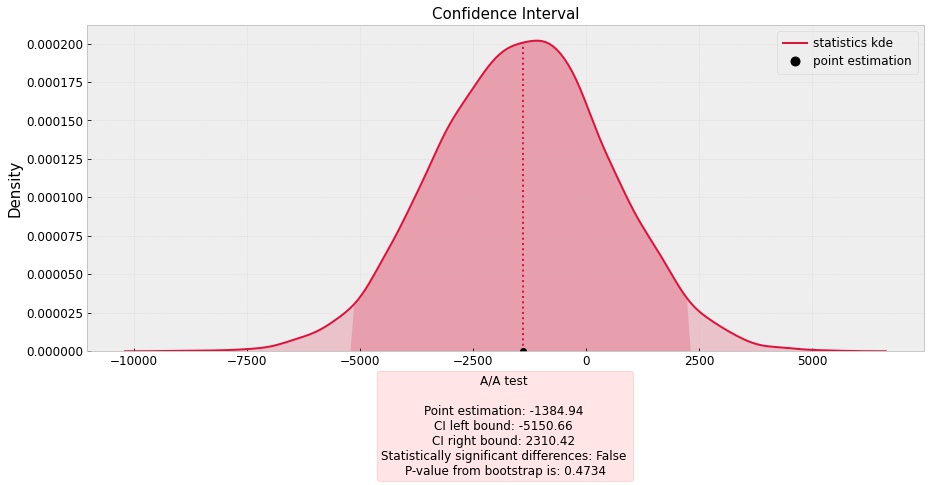 Confidence Interval
statistics kde
point estimation
Density
0.000200
0.000175
0.000150
0.000125
0.000100
0.000075
0.000050
0.000025
0.000000
−10000 −7500 −5000 −2500 0 2500 5000
A/A test
Point estimation: -1384.94
CI left bound: -5150.66
CI right bound: 2310.42
Statistically significant differences: False
P-value from bootstrap is: 0.4734